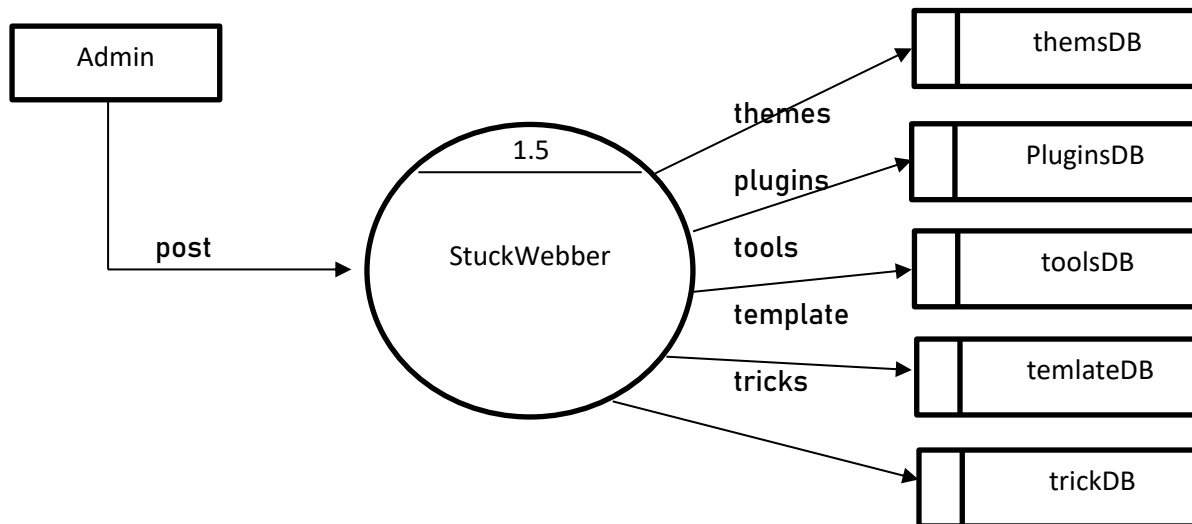 Admin
themsDB
themes
1.5
PluginsDB
plugins
post
StuckWebber
tools
toolsDB
template
temlateDB
tricks
trickDB